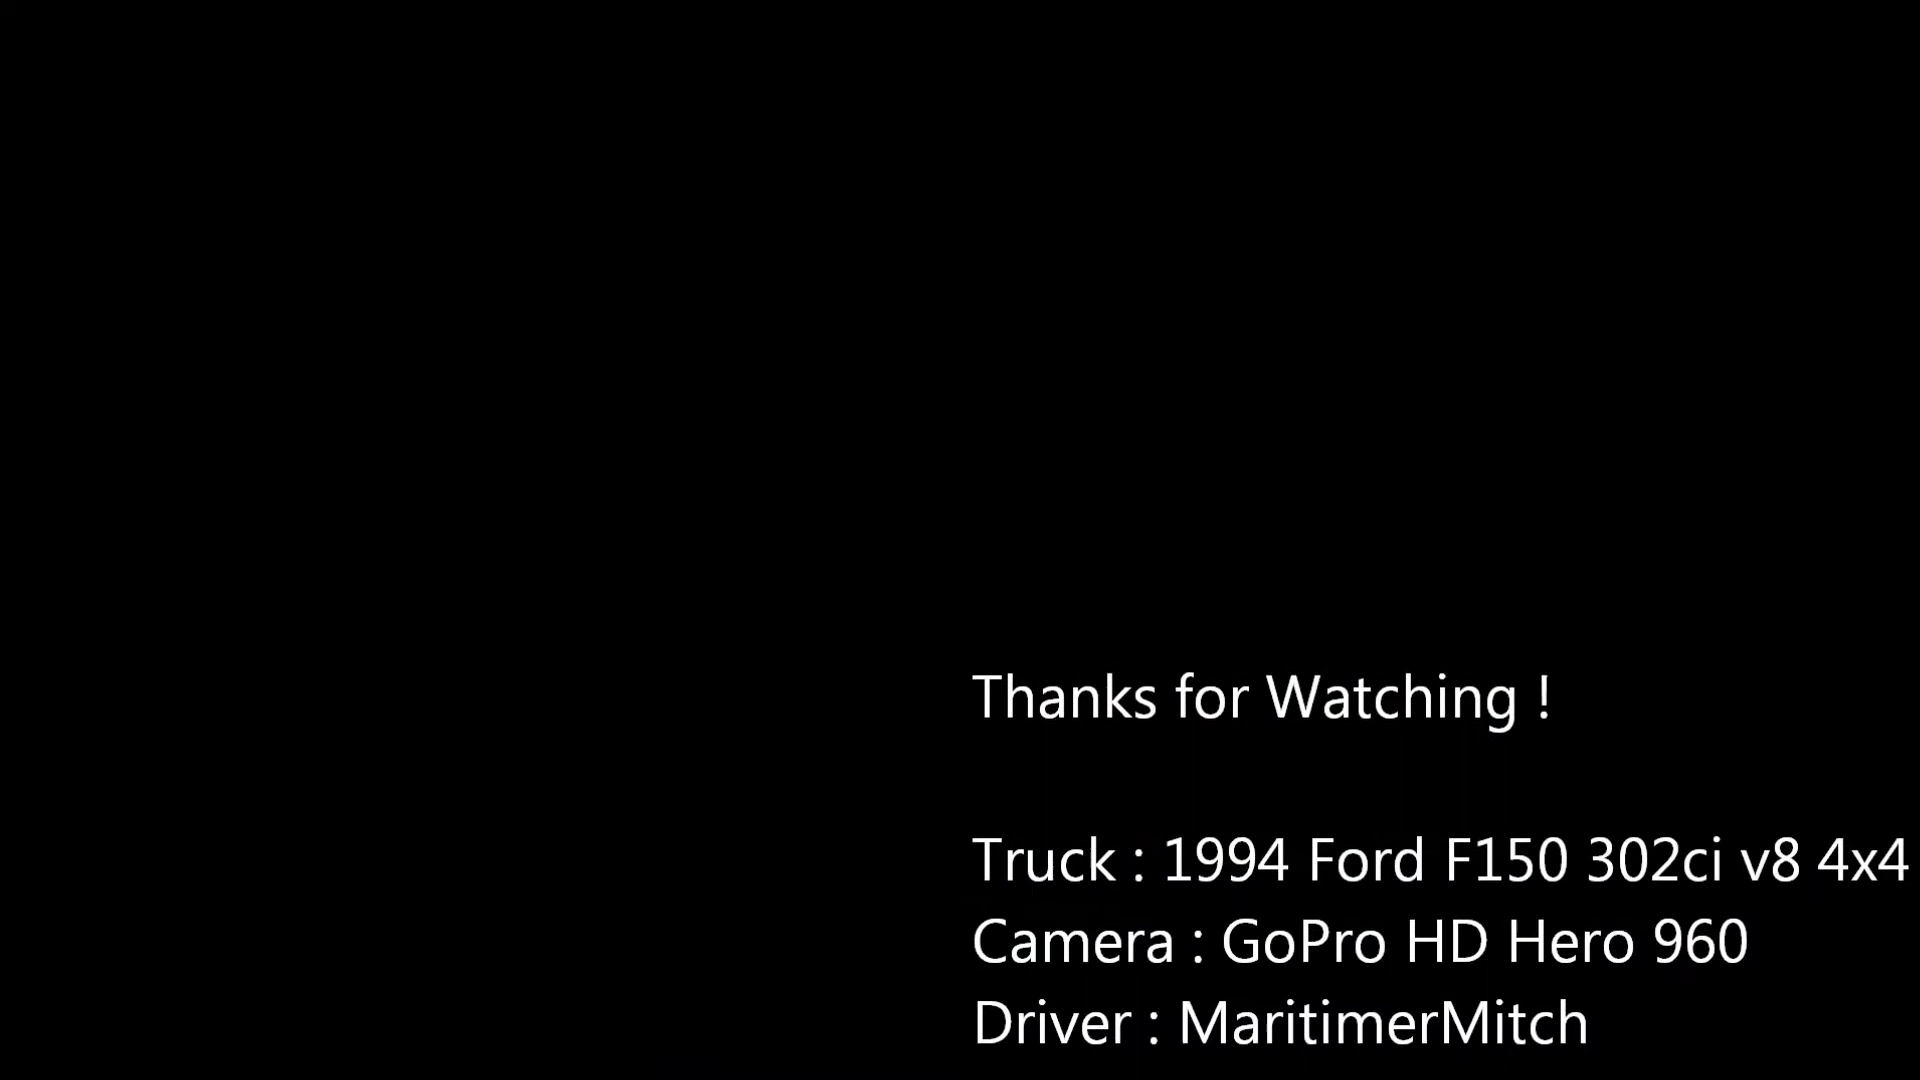 Thanks for Watching !
Truck : 1994 Ford F150 302ci v8 4x4
Camera : GoPro HD Hero 960
Driver : MaritimerMitch